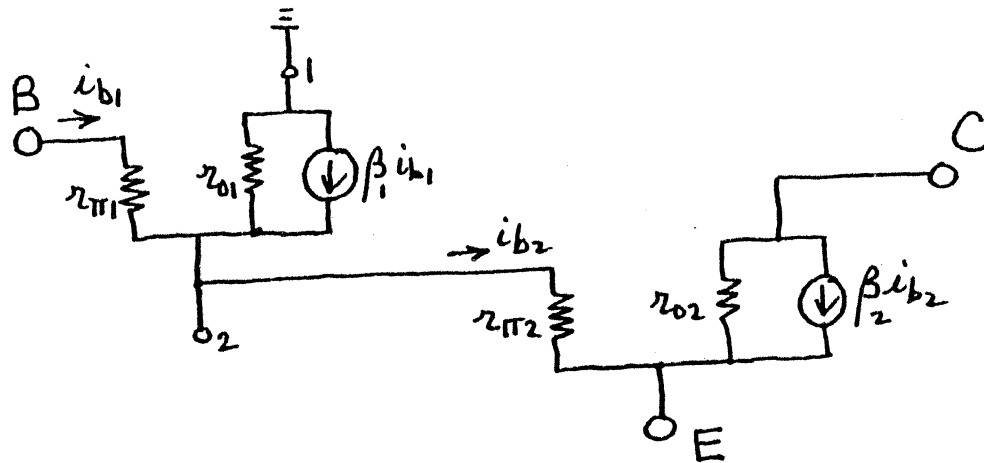 1
B
i_b1
r_π1
r_o1
β_1 i_b1
C
i_b2
2
r_π2
r_o2
β_2 i_b2
E